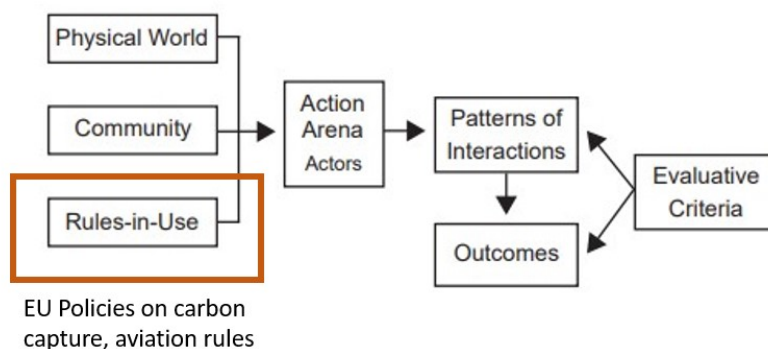 Physical World
Community
Rules-in-Use
EU Policies on carbon
capture, aviation rules
Action
Arena
Actors
Patterns of
Interactions
Outcomes
Evaluative
Criteria